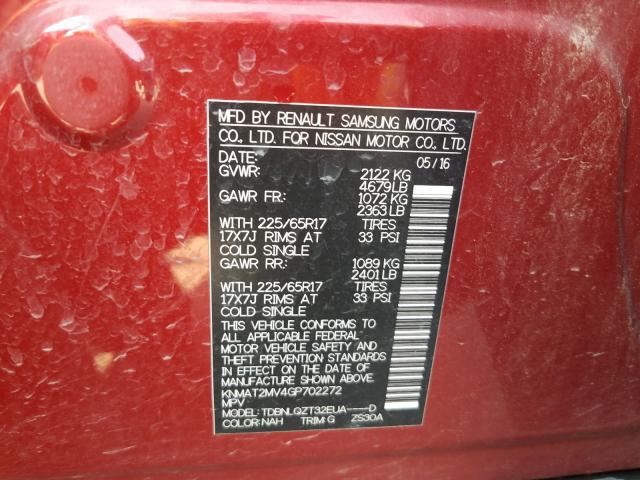 MFD BY RENAULT SAMSUNG MOTORS
CO., LTD. FOR NISSAN MOTOR CO., LTD.
DATE: 05/16
GVWR: 2122 KG
4679 LB
GAWR FR: 1072 KG
2363 LB
WITH 225/65R17 TIRES
17X7J RIMS AT 33 PSI
COLD SINGLE
GAWR RR: 1089 KG
2401 LB
WITH 225/65R17 TIRES
17X7J RIMS AT 33 PSI
COLD SINGLE
THIS VEHICLE CONFORMS TO
ALL APPLICABLE FEDERAL
MOTOR VEHICLE SAFETY AND
THEFT PREVENTION STANDARDS
IN EFFECT ON THE DATE OF
MANUFACTURE SHOWN ABOVE.
KNMAT2MV4GP702272
MPV
MODEL: TDBNLQZT32EUA----D
COLOR: NAH TRIM: G ZS30A